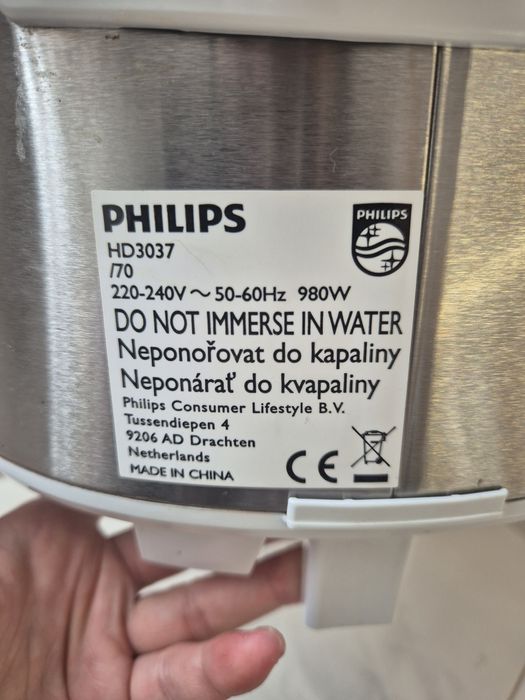 PHILIPS
PHILIPS
HD3037
/70
220-240V ~ 50-60Hz 980W
DO NOT IMMERSE IN WATER
Neponořovat do kapaliny
Neponárať do kvapaliny
Philips Consumer Lifestyle B.V.
Tussendiepen 4
9206 AD Drachten
Netherlands
MADE IN CHINA
CE